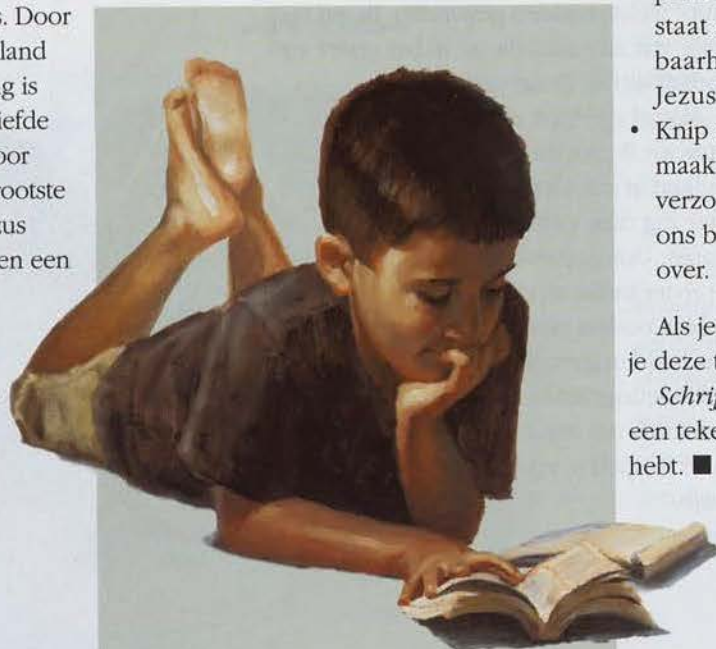 s. Door
land
g is
iefde
oor
rootste
us
en een
staat
baarh
Jezus
• Knip
maak
verzo
ons b
over.
Als je
je deze t
Schrij
een teke
hebt. ■